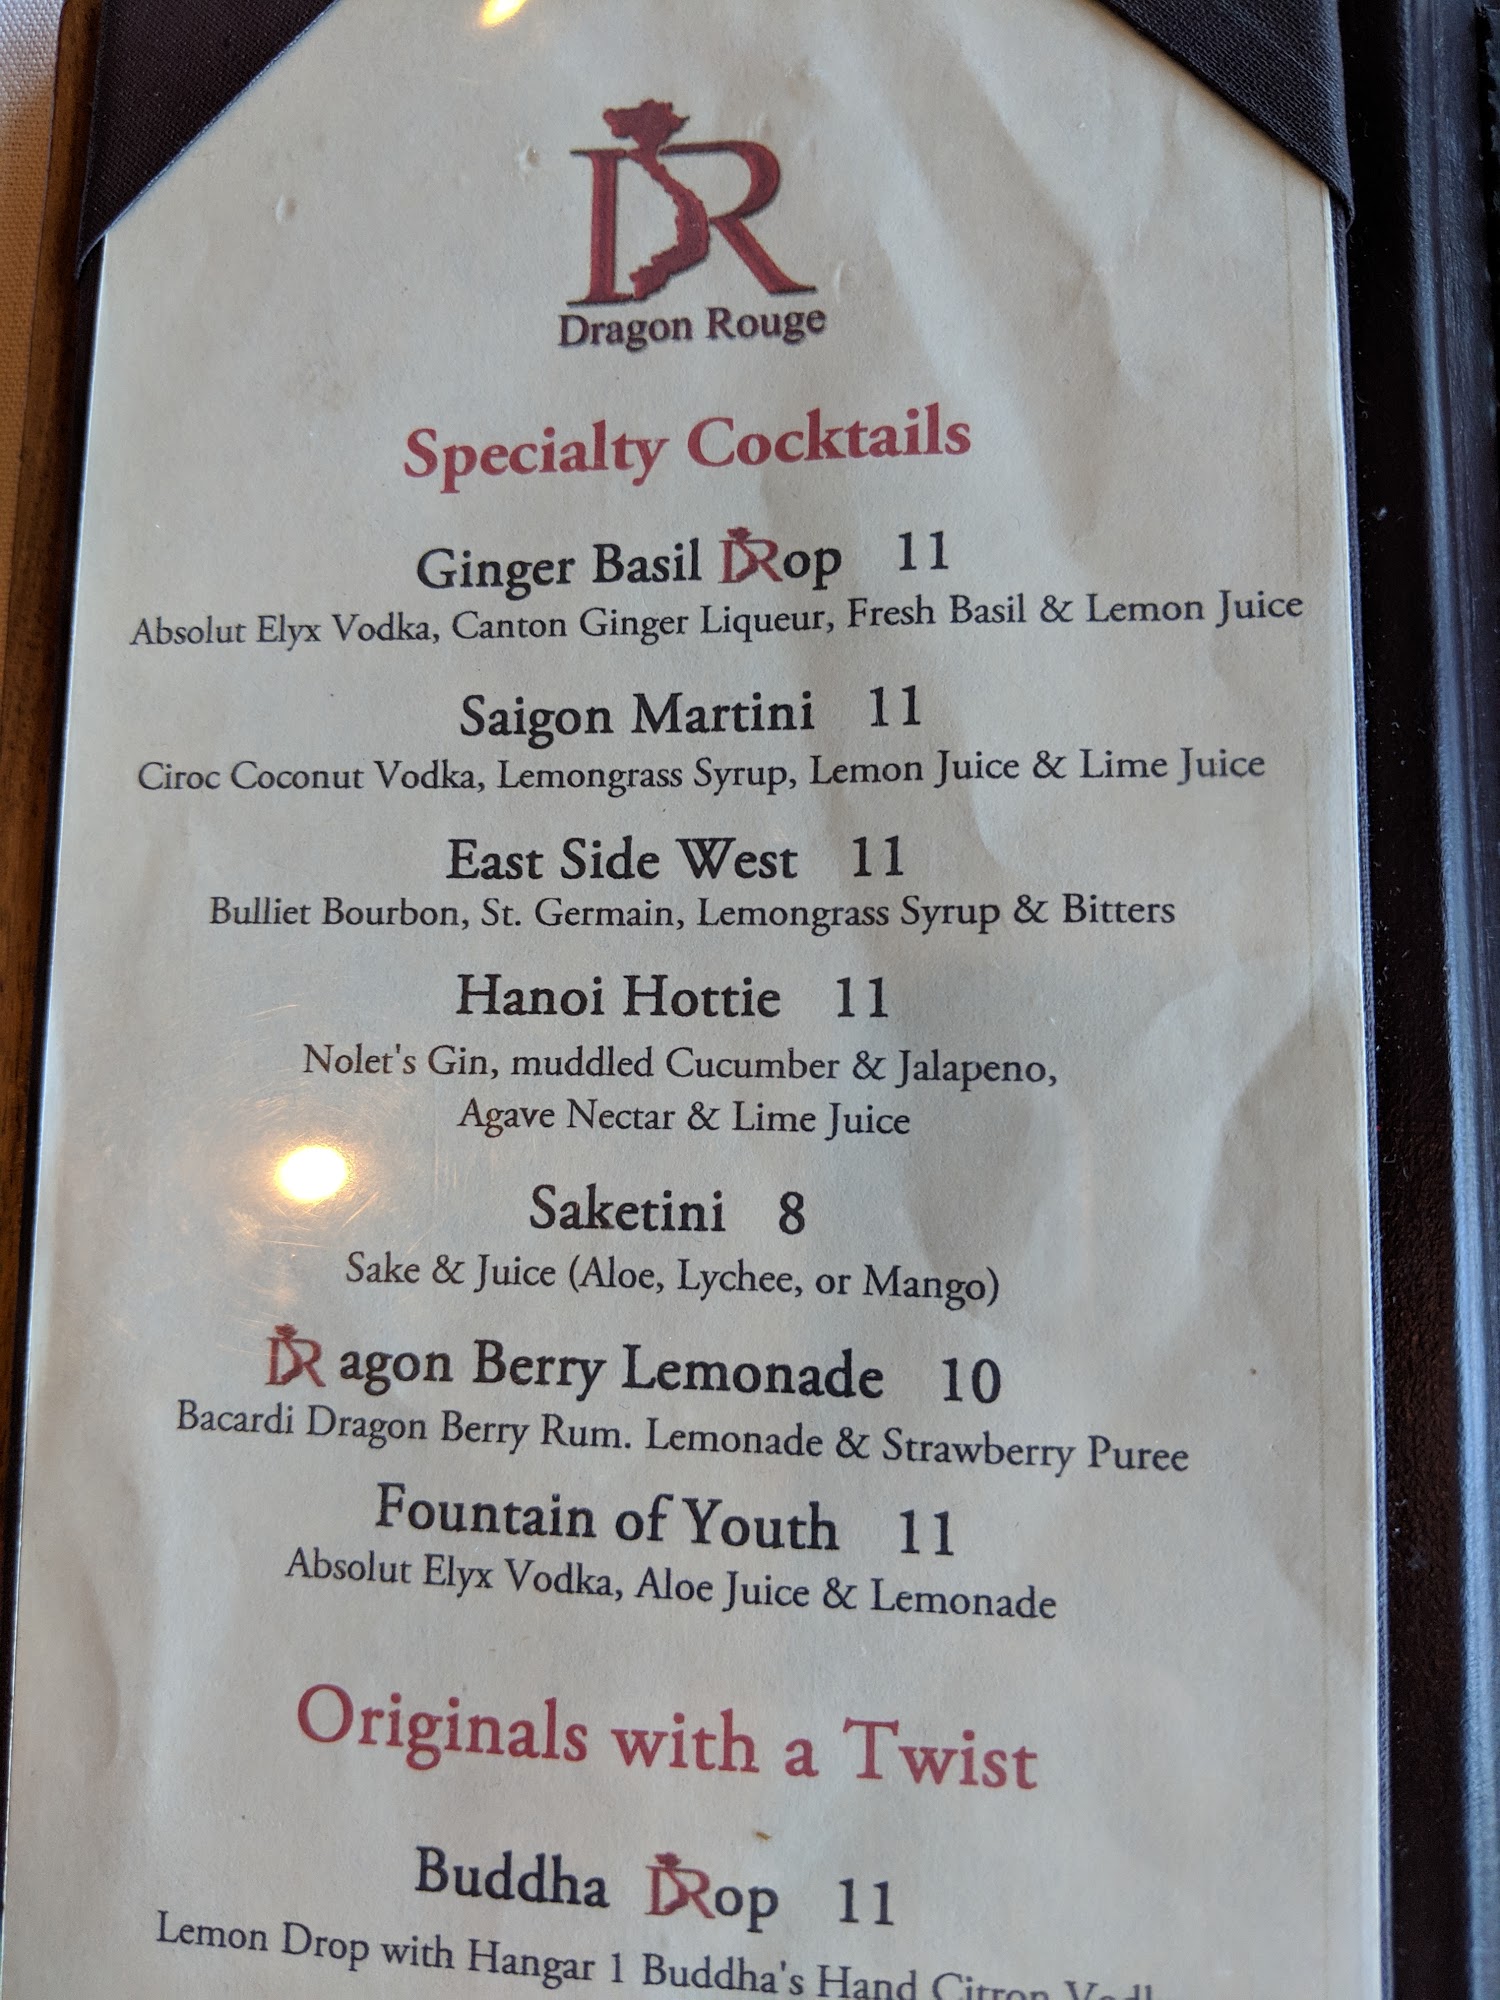 DR
Dragon Rouge
Specialty Cocktails
Ginger Basil DRop 11
Absolut Elyx Vodka, Canton Ginger Liqueur, Fresh Basil & Lemon Juice
Saigon Martini 11
Ciroc Coconut Vodka, Lemongrass Syrup, Lemon Juice & Lime Juice
East Side West 11
Bulliet Bourbon, St. Germain, Lemongrass Syrup & Bitters
Hanoi Hottie 11
Nolet's Gin, muddled Cucumber & Jalapeno,
Agave Nectar & Lime Juice
Saketini 8
Sake & Juice (Aloe, Lychee, or Mango)
DRagon Berry Lemonade 10
Bacardi Dragon Berry Rum. Lemonade & Strawberry Puree
Fountain of Youth 11
Absolut Elyx Vodka, Aloe Juice & Lemonade
Originals with a Twist
Buddha DRop 11
Lemon Drop with Hangar 1 Buddha's Hand Citron